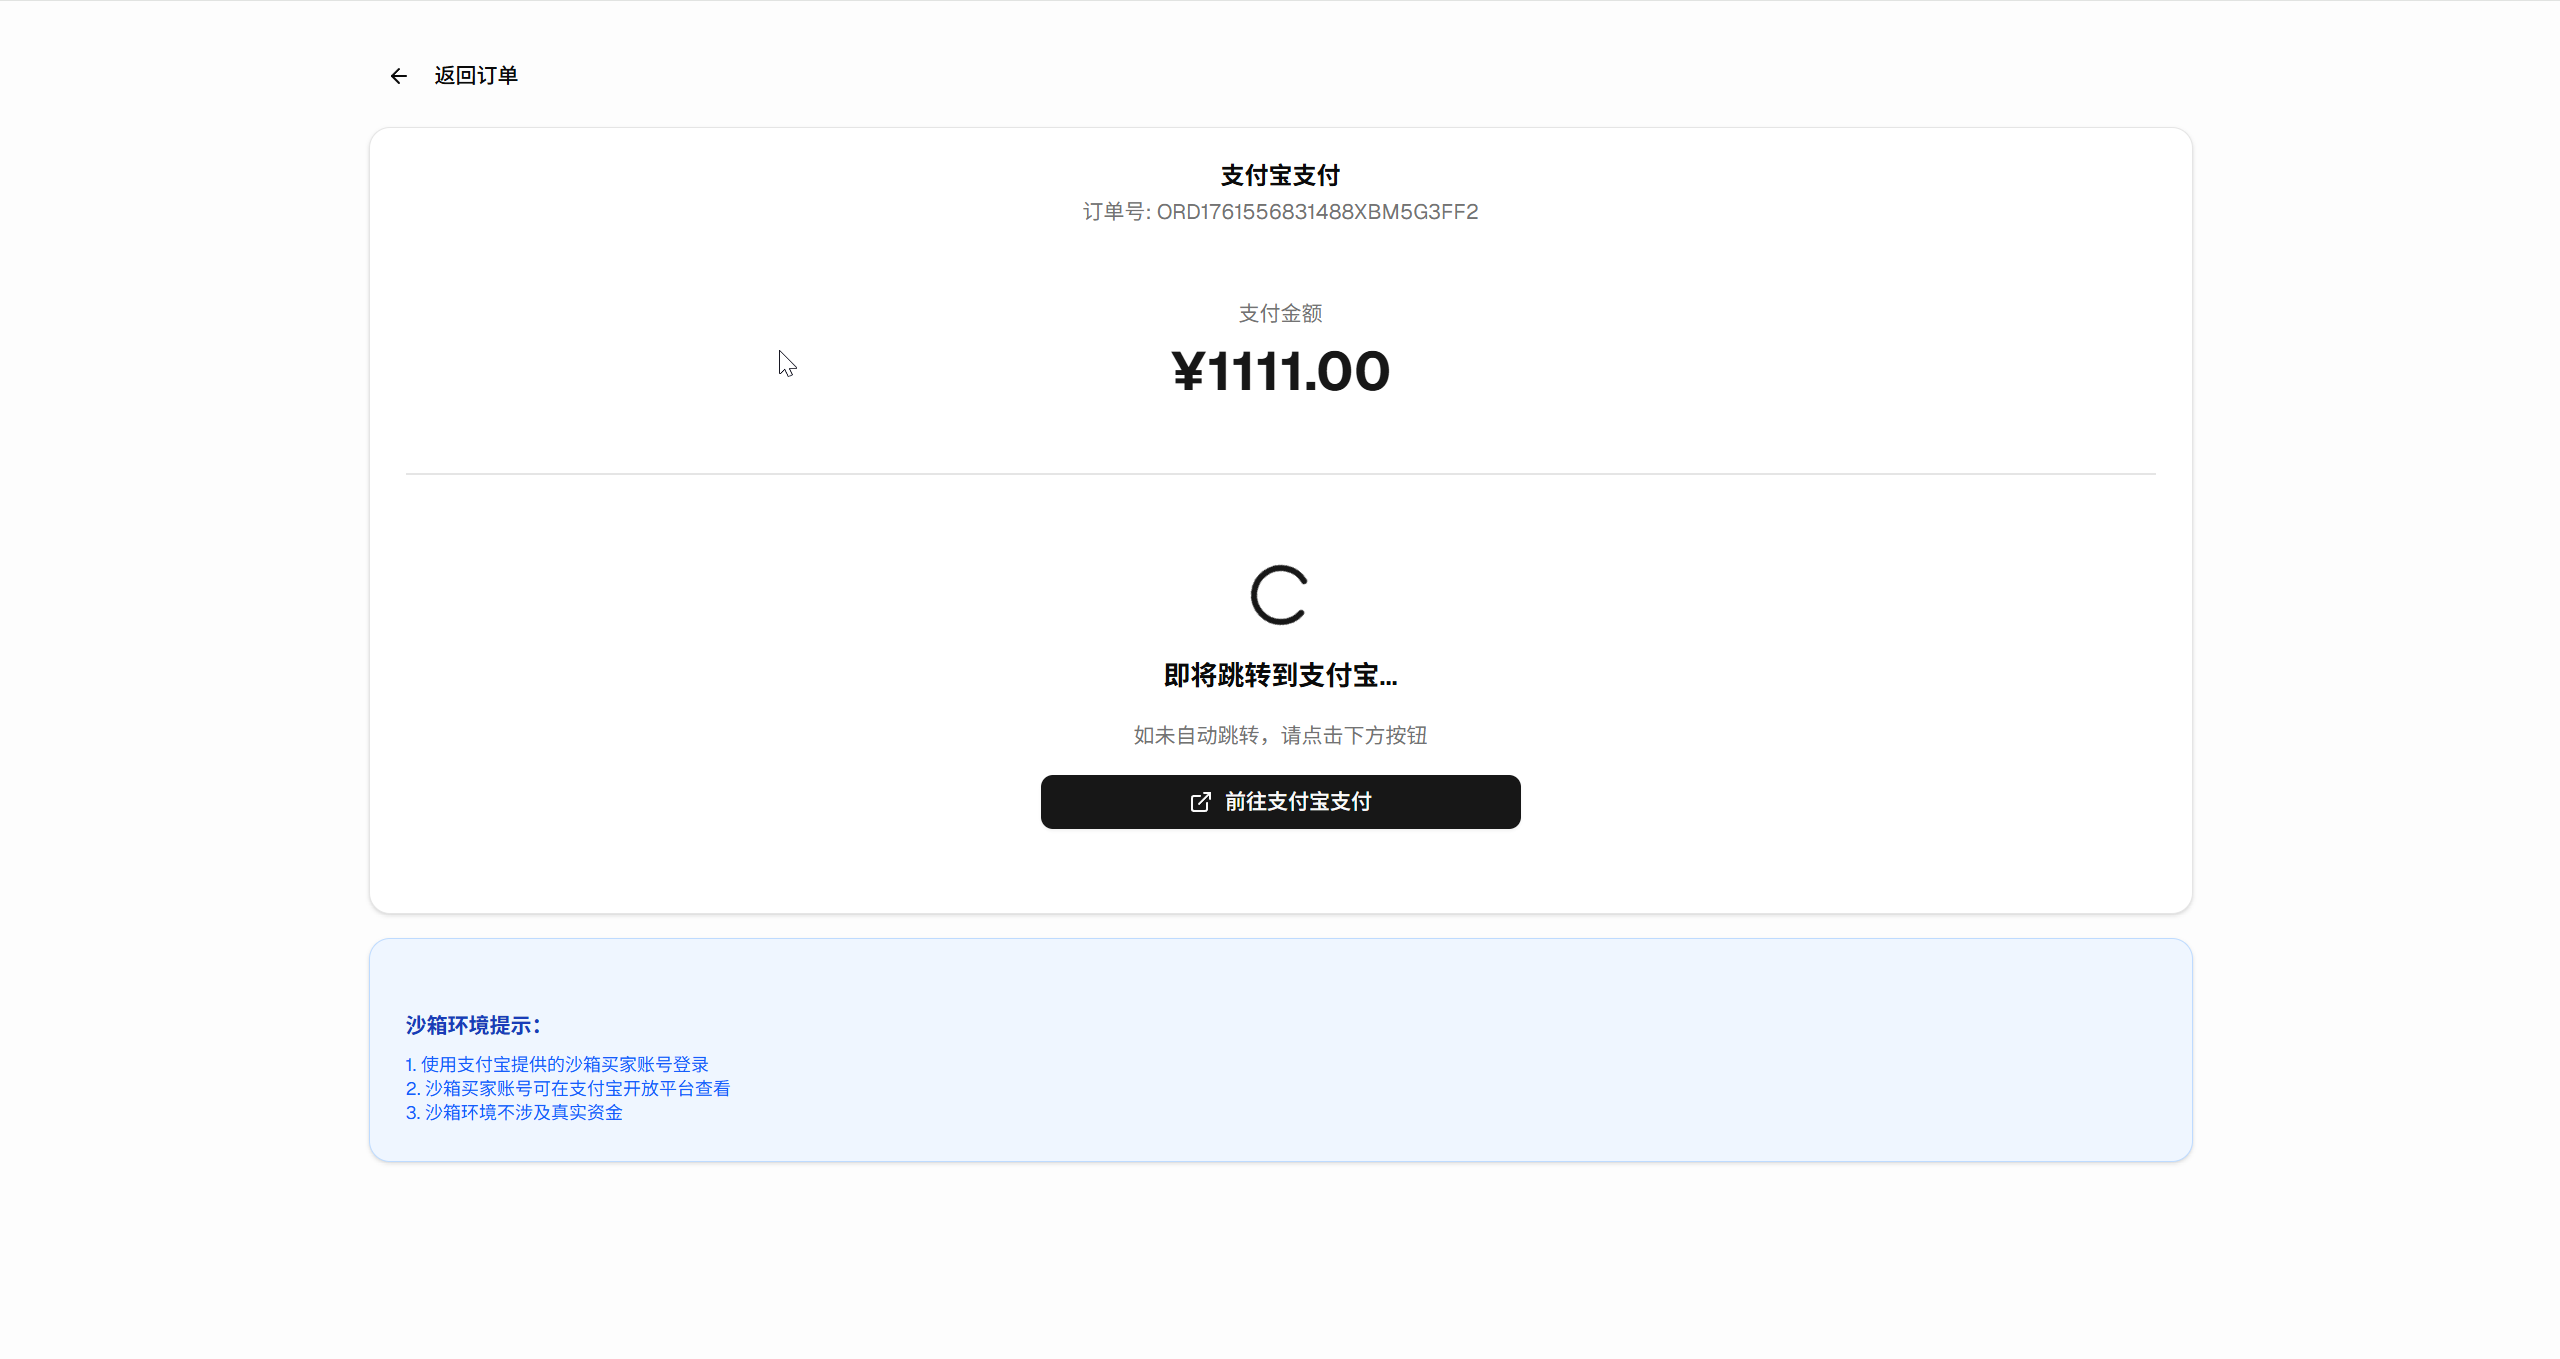 返回订单
支付宝支付
订单号: ORD1761556831488XBM5G3FF2
支付金额
¥1111.00
即将跳转到支付宝...
如未自动跳转，请点击下方按钮
前往支付宝支付
沙箱环境提示：
1. 使用支付宝提供的沙箱买家账号登录
2. 沙箱买家账号可在支付宝开放平台查看
3. 沙箱环境不涉及真实资金